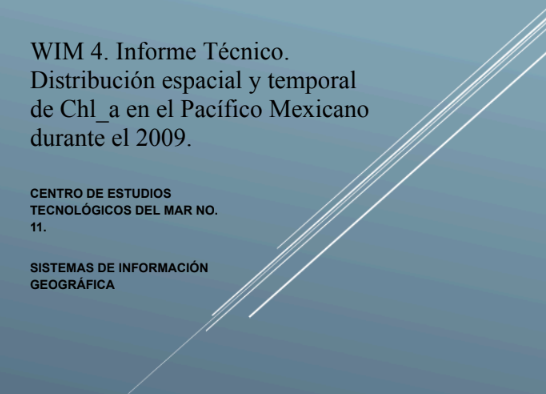 WIM 4. Informe Técnico.
Distribución espacial y temporal
de Chl_a en el Pacífico Mexicano
durante el 2009.
CENTRO DE ESTUDIOS
TECNOLÓGICOS DEL MAR NO.
11.
SISTEMAS DE INFORMACIÓN
GEOGRÁFICA